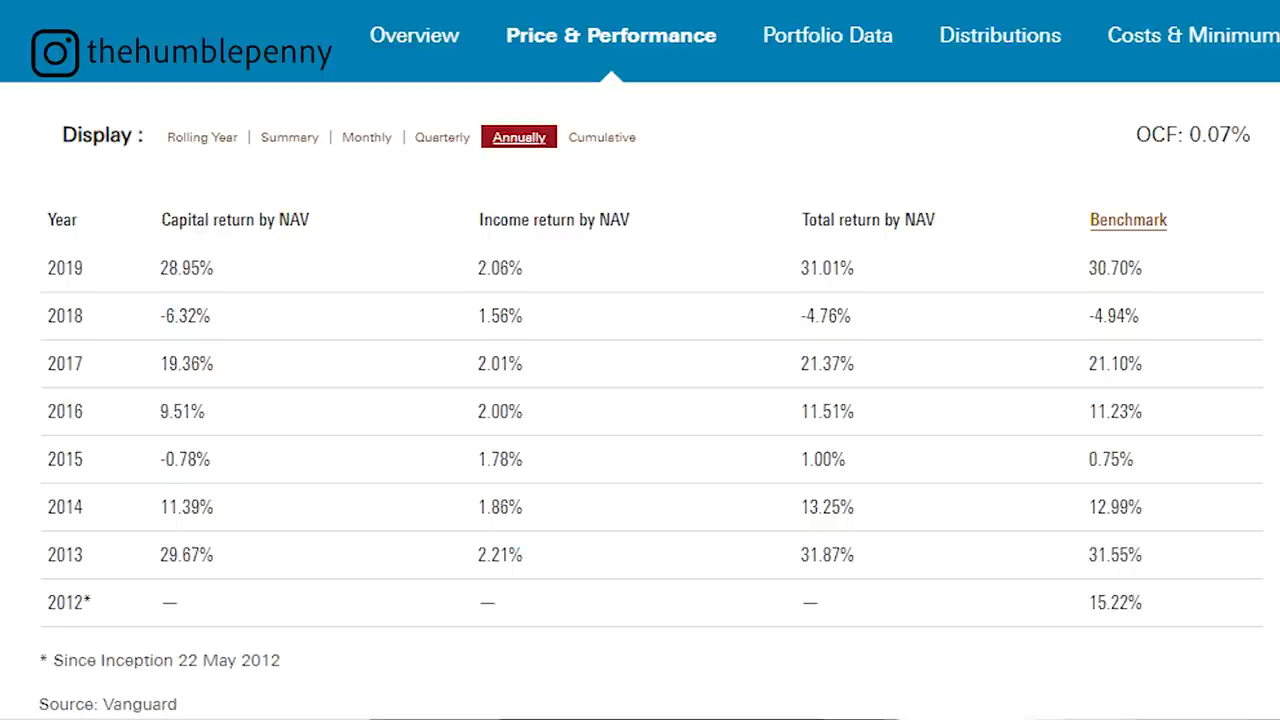 thehumblepenny Overview Price & Performance Portfolio Data Distributions Costs & Minimum
Display : Rolling Year | Summary | Monthly | Quarterly Annually Cumulative OCF: 0.07%
Year Capital return by NAV Income return by NAV Total return by NAV Benchmark
2019 28.95% 2.06% 31.01% 30.70%
2018 -6.32% 1.56% -4.76% -4.94%
2017 19.36% 2.01% 21.37% 21.10%
2016 9.51% 2.00% 11.51% 11.23%
2015 -0.78% 1.78% 1.00% 0.75%
2014 11.39% 1.86% 13.25% 12.99%
2013 29.67% 2.21% 31.87% 31.55%
2012* — — — 15.22%
* Since Inception 22 May 2012
Source: Vanguard